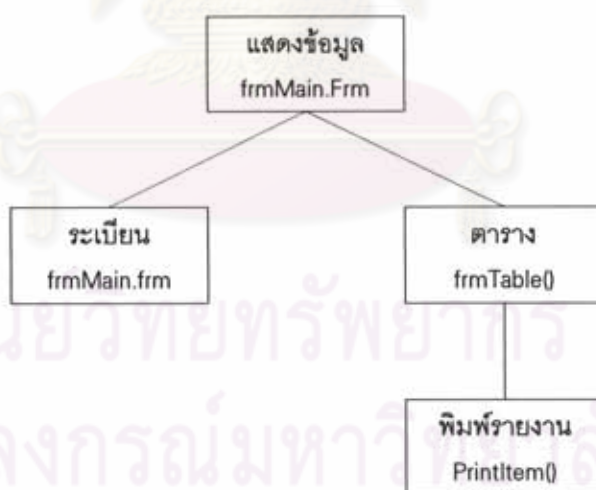 แสดงข้อมูล
frmMain.Frm
ระเบียน
frmMain.frm
ตาราง
frmTable()
พิมพ์รายงาน
PrintItem()